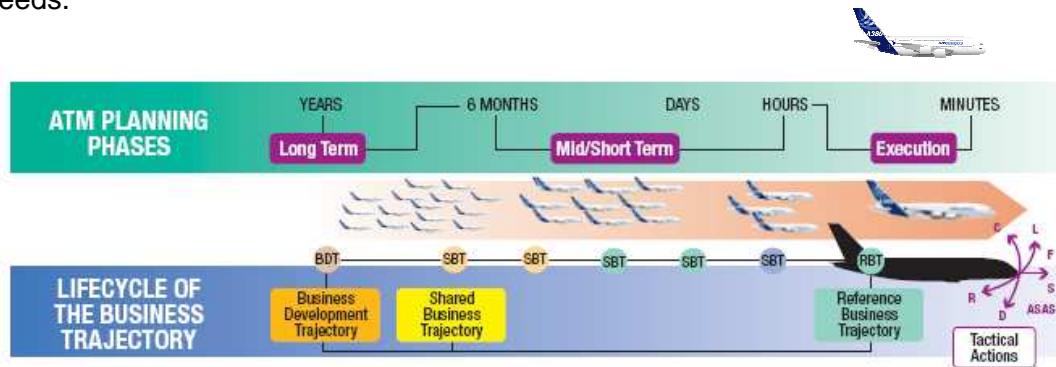 eeds.
A380
ATM PLANNING
PHASES
YEARS
6 MONTHS
DAYS
HOURS
MINUTES
Long Term
Mid/Short Term
Execution
BDT
SBT
SBT
SBT
SBT
SBT
RBT
C
L
F
S
R
D
ASAS
LIFECYCLE OF
THE BUSINESS
TRAJECTORY
Business
Development
Trajectory
Shared
Business
Trajectory
Reference
Business
Trajectory
Tactical
Actions